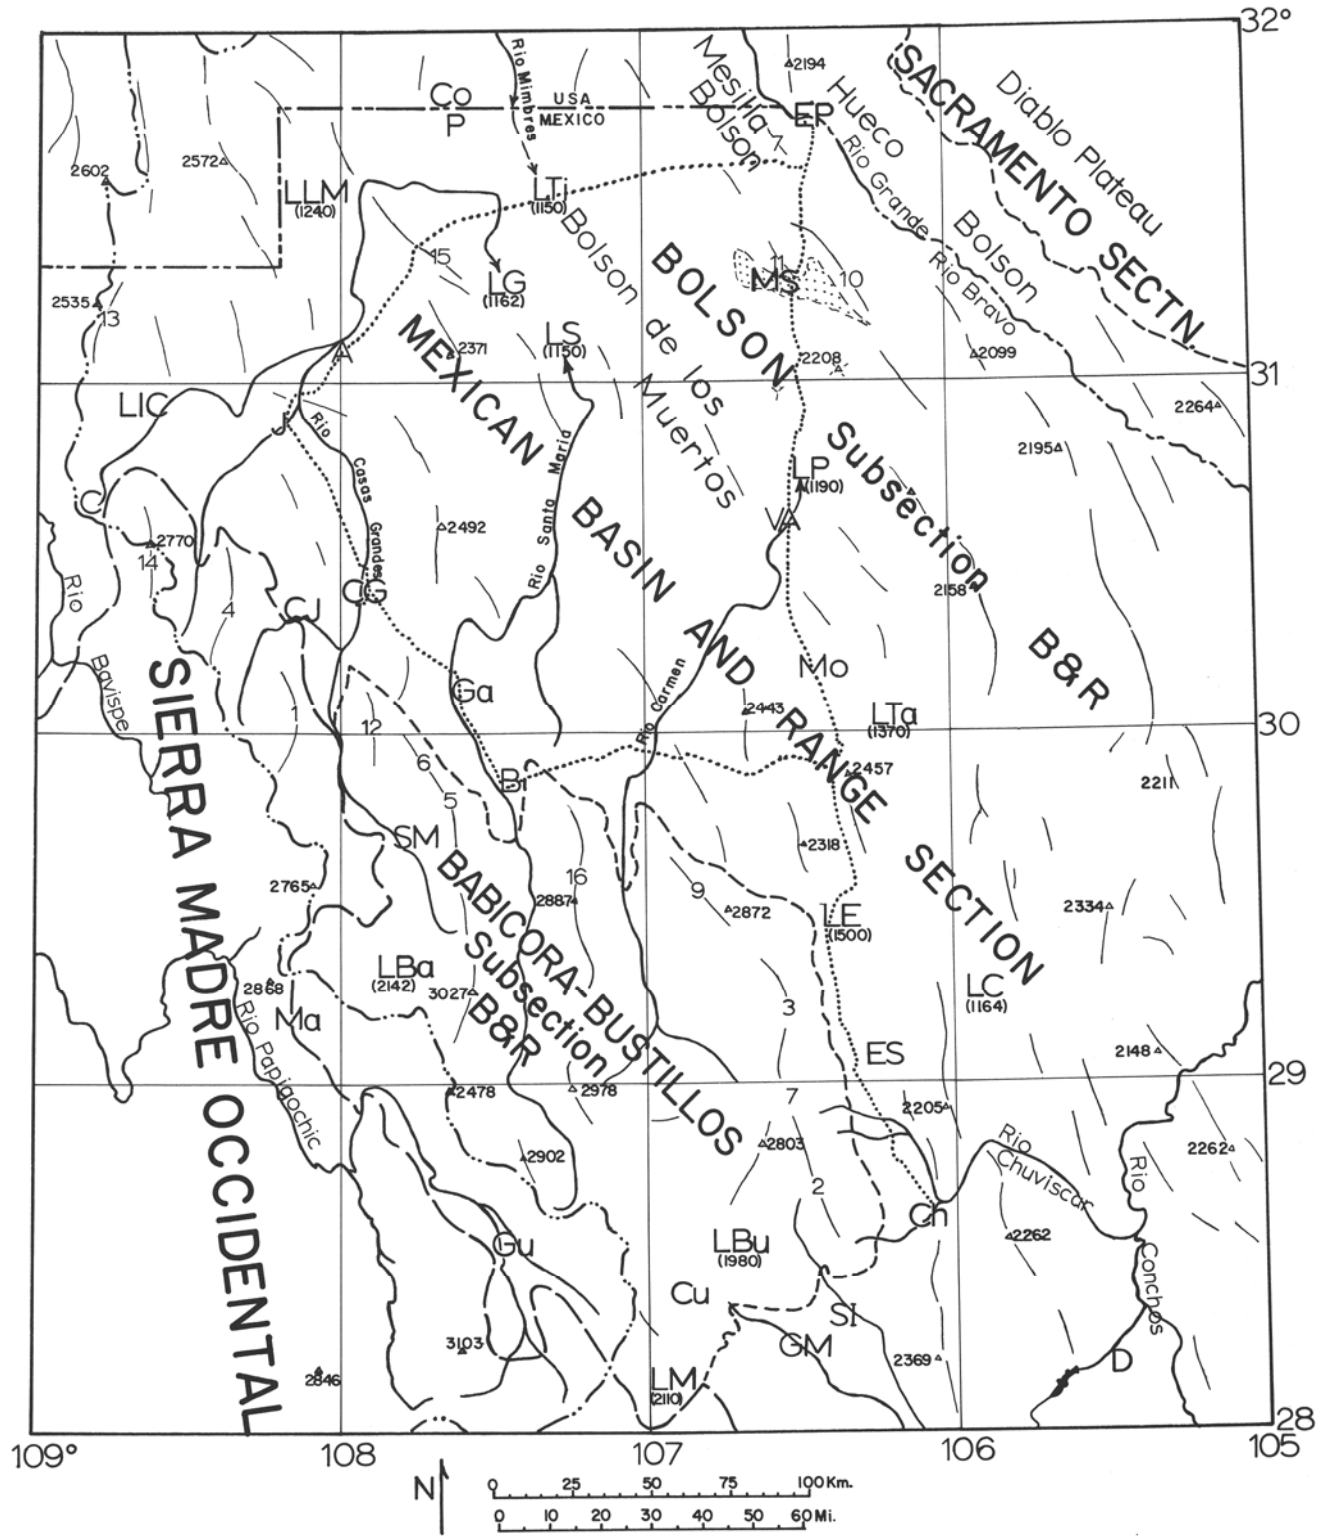 32°
SACRAMENTO SECTN.
Diablo Plateau
Mesilla
Bolson
2194
Hueco
Bolson
EP
Rio Grande
Rio Bravo
Rio Mimbres
Co
P
USA
MEXICO
2602
2572
LLM
(1240)
LTi
(1150)
7
Bolson
de los
Muertos
BOLSON
Subsection
B&R
15
LG
(1162)
11
MS
10
2535
13
LS
(1150)
2371
A
2208
2099
31
2264
2195
MEXICAN
BASIN
AND
RANGE
SECTION
LIC
J
Rio
Casas
Grandes
Rio Santa Maria
LP
(1190)
VA
C
2770
14
2492
4
CG
CJ
2158
Rio
Bavispe
Mo
LTa
(1370)
Ga
2443
Rio Carmen
30
1
12
6
5
B
2457
2211
SM
2318
SIERRA MADRE OCCIDENTAL
BABICORA-BUSTILLOS
Subsection
B&R
2765
2887
16
9
2872
LE
(1500)
2334
LBa
(2142)
3027
2868
Ma
LC
(1164)
3
ES
2148
Rio Papigochic
2478
2978
29
7
2205
2902
2803
2262
Rio
Chuviscar
Rio
Conchos
2
Ch
2262
Gu
LBu
(1980)
Cu
SI
GM
2369
D
3103
2846
LM
(2110)
28
109°
108
107
106
105
N
0 25 50 75 100 Km.
0 10 20 30 40 50 60 Mi.